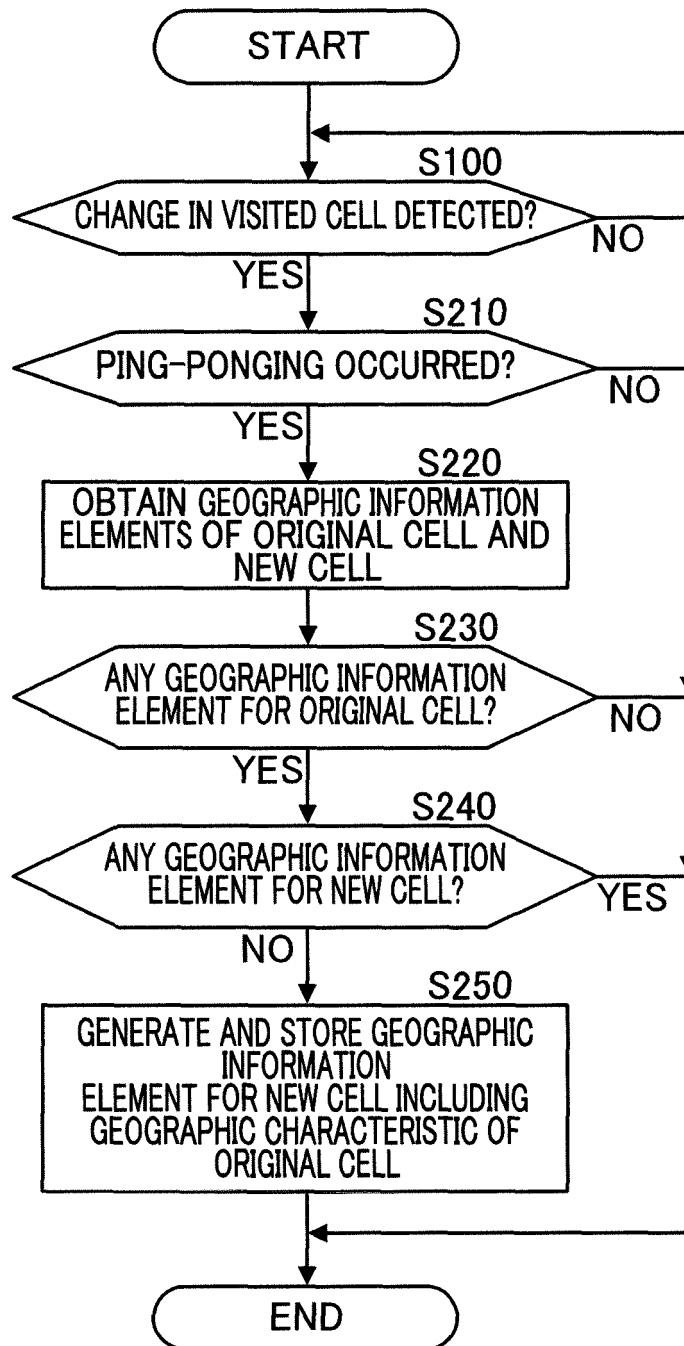 START
S100
CHANGE IN VISITED CELL DETECTED?
NO
YES
S210
PING-PONGING OCCURRED?
NO
YES
S220
OBTAIN GEOGRAPHIC INFORMATION
ELEMENTS OF ORIGINAL CELL AND
NEW CELL
S230
ANY GEOGRAPHIC INFORMATION
ELEMENT FOR ORIGINAL CELL?
NO
YES
S240
ANY GEOGRAPHIC INFORMATION
ELEMENT FOR NEW CELL?
YES
NO
S250
GENERATE AND STORE GEOGRAPHIC
INFORMATION
ELEMENT FOR NEW CELL INCLUDING
GEOGRAPHIC CHARACTERISTIC OF
ORIGINAL CELL
END